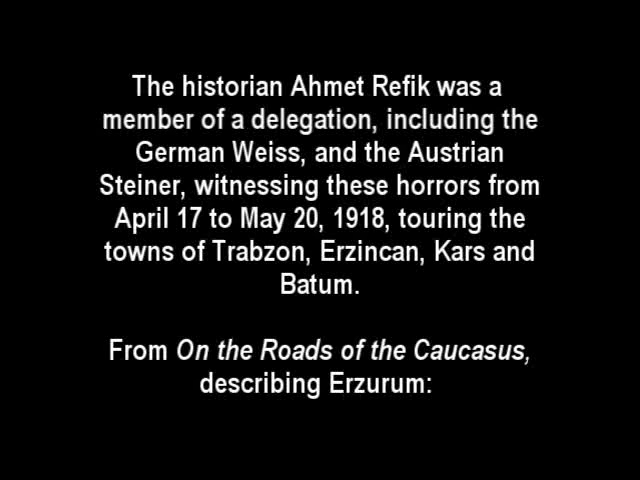 The historian Ahmet Refik was a
member of a delegation, including the
German Weiss, and the Austrian
Steiner, witnessing these horrors from
April 17 to May 20, 1918, touring the
towns of Trabzon, Erzincan, Kars and
Batum.
From On the Roads of the Caucasus,
describing Erzurum: